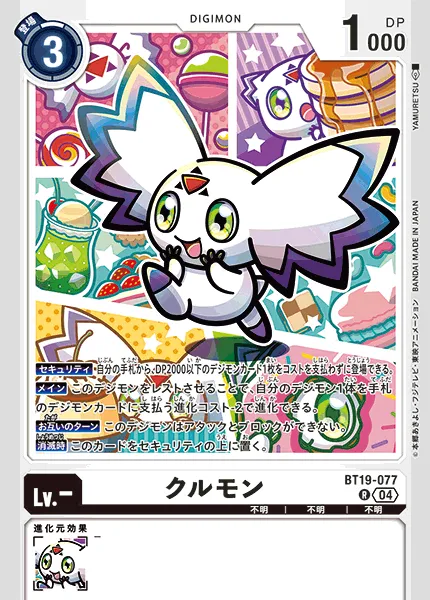 登場
3
DIGIMON
1000
DP
YAMURETSU
© 本郷あきよし・フジテレビ・東映アニメーション BANDAI MADE IN JAPAN
セキュリティ 自分の手札から、DP2000以下のデジモンカード1枚をコストを支払わずに登場できる。
メイン このデジモンをレストさせることで、自分のデジモン1体を手札
のデジモンカードに支払う進化コスト-2で進化できる。
お互いのターン このデジモンはアタックとブロックができない。
消滅時 このカードをセキュリティの上に置く。
Lv.-
クルモン
BT19-077
R 04
不明 | 不明 | 不明
進化元効果